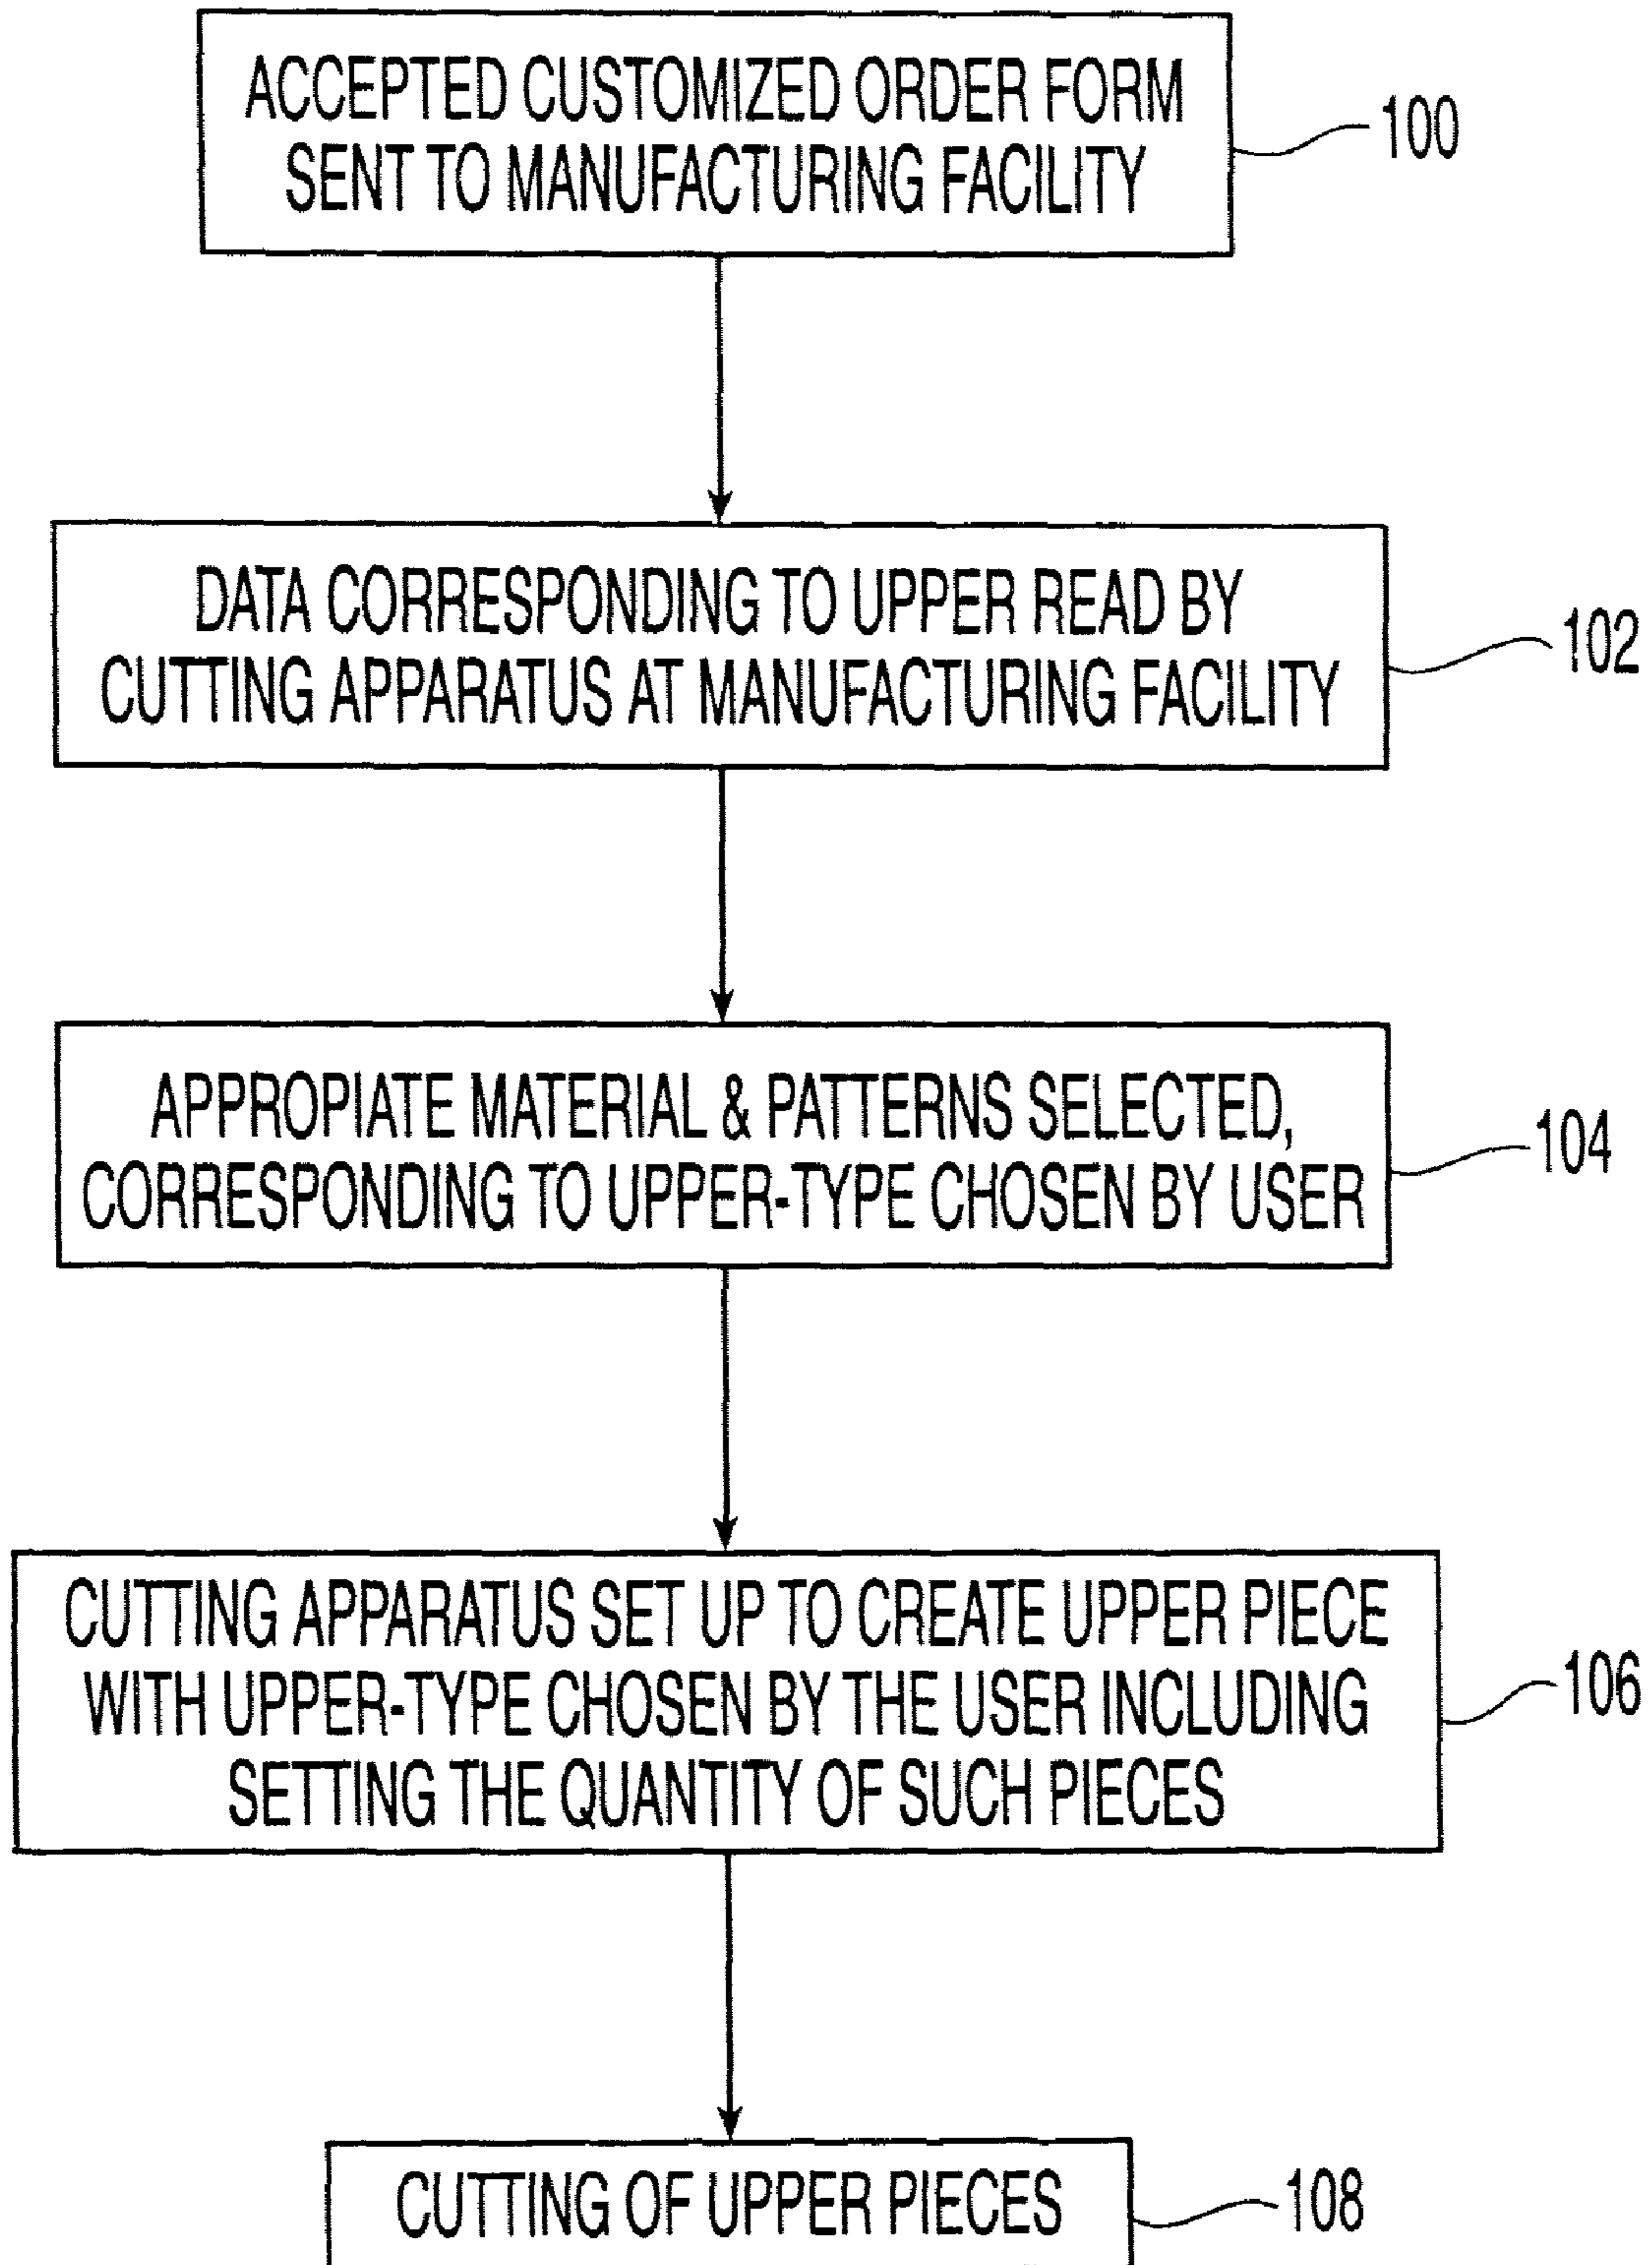 ACCEPTED CUSTOMIZED ORDER FORM
SENT TO MANUFACTURING FACILITY
100
DATA CORRESPONDING TO UPPER READ BY
CUTTING APPARATUS AT MANUFACTURING FACILITY
102
APPROPIATE MATERIAL & PATTERNS SELECTED,
CORRESPONDING TO UPPER-TYPE CHOSEN BY USER
104
CUTTING APPARATUS SET UP TO CREATE UPPER PIECE
WITH UPPER-TYPE CHOSEN BY THE USER INCLUDING
SETTING THE QUANTITY OF SUCH PIECES
106
CUTTING OF UPPER PIECES
108